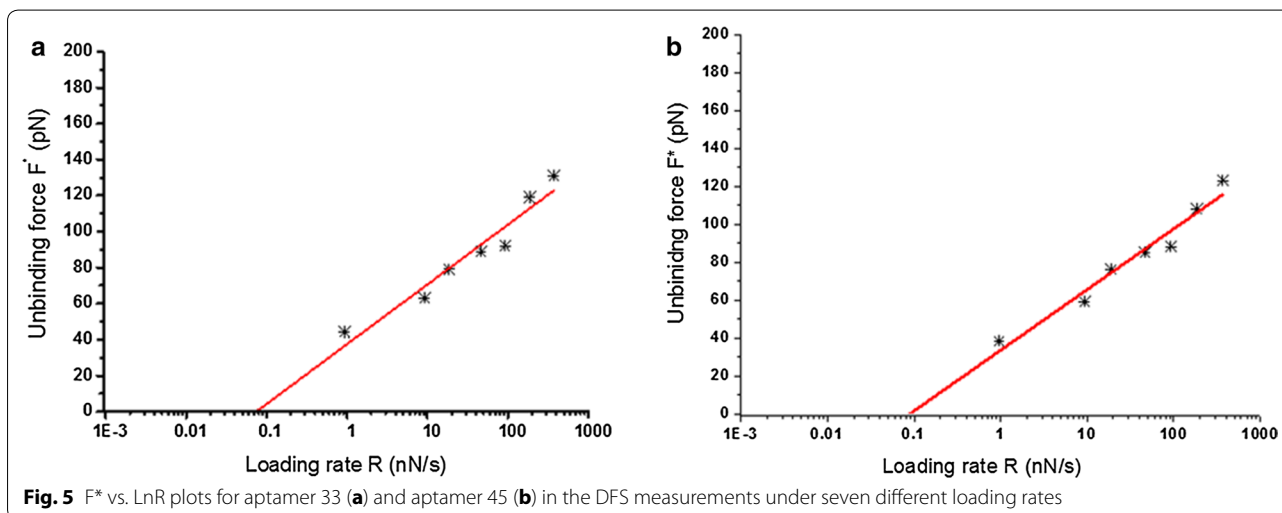 a
200
180
160
140
120
100
80
60
40
20
0
1E-3 0.01 0.1 1 10 100 1000
Unbinding force F* (pN)
Loading rate R (nN/s)
b
200
180
160
140
120
100
80
60
40
20
0
1E-3 0.01 0.1 1 10 100 1000
Unbinidng force F* (pN)
Loading rate R (nN/s)
Fig. 5 F* vs. LnR plots for aptamer 33 (a) and aptamer 45 (b) in the DFS measurements under seven different loading rates